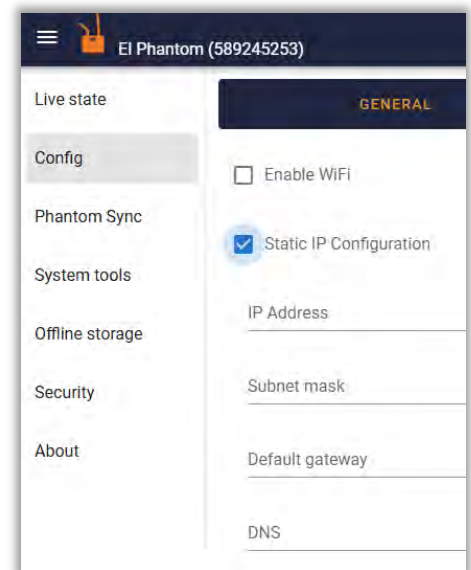 El Phantom (589245253)
Live state
Config
Phantom Sync
System tools
Offline storage
Security
About
GENERAL
Enable WiFi
Static IP Configuration
IP Address
Subnet mask
Default gateway
DNS